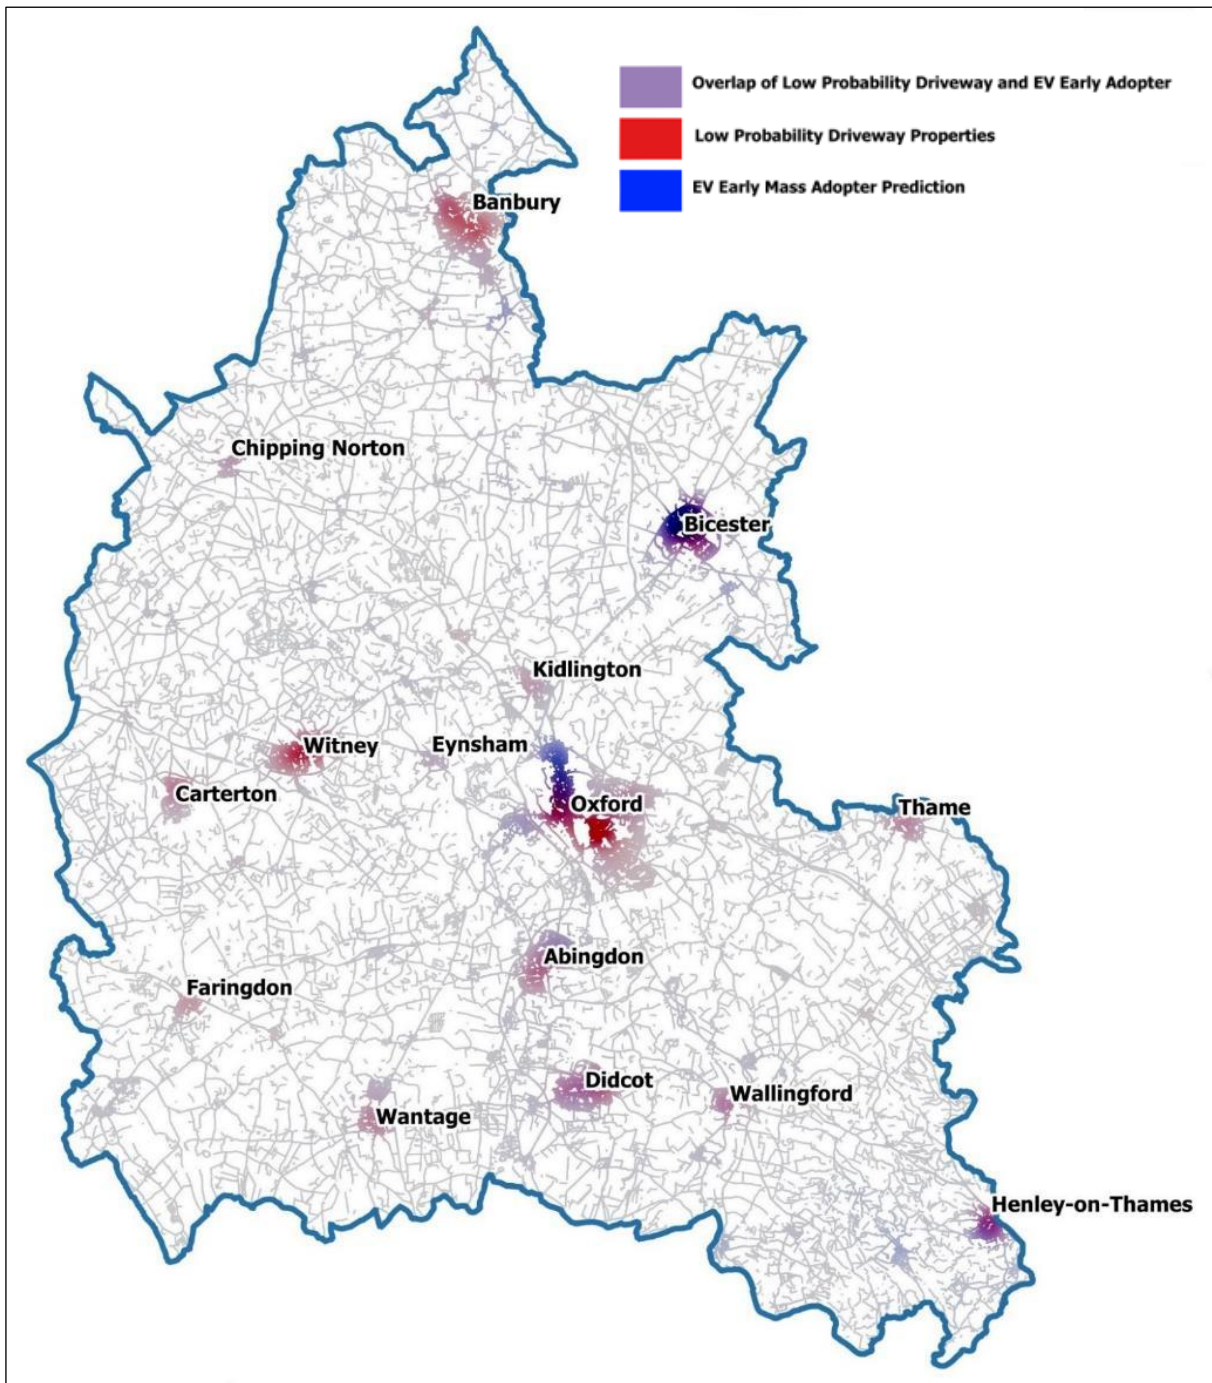 Overlap of Low Probability Driveway and EV Early Adopter
Low Probability Driveway Properties
EV Early Mass Adopter Prediction
Banbury
Chipping Norton
Bicester
Kidlington
Witney
Eynsham
Carterton
Oxford
Thame
Abingdon
Faringdon
Didcot
Wallingford
Wantage
Henley-on-Thames